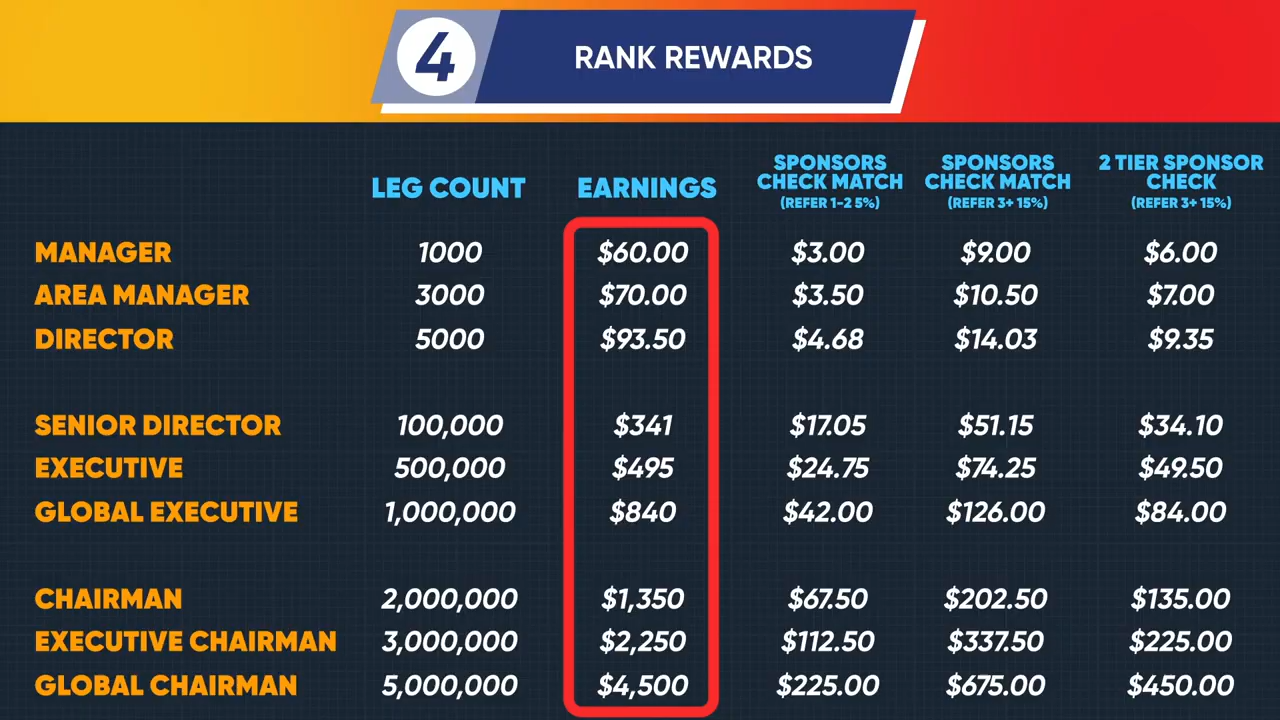 4 RANK REWARDS
LEG COUNT EARNINGS SPONSORS CHECK MATCH (REFER 1-2 5%) SPONSORS CHECK MATCH (REFER 3+ 15%) 2 TIER SPONSOR CHECK (REFER 3+ 15%)
MANAGER 1000 $60.00 $3.00 $9.00 $6.00
AREA MANAGER 3000 $70.00 $3.50 $10.50 $7.00
DIRECTOR 5000 $93.50 $4.68 $14.03 $9.35
SENIOR DIRECTOR 100,000 $341 $17.05 $51.15 $34.10
EXECUTIVE 500,000 $495 $24.75 $74.25 $49.50
GLOBAL EXECUTIVE 1,000,000 $840 $42.00 $126.00 $84.00
CHAIRMAN 2,000,000 $1,350 $67.50 $202.50 $135.00
EXECUTIVE CHAIRMAN 3,000,000 $2,250 $112.50 $337.50 $225.00
GLOBAL CHAIRMAN 5,000,000 $4,500 $225.00 $675.00 $450.00